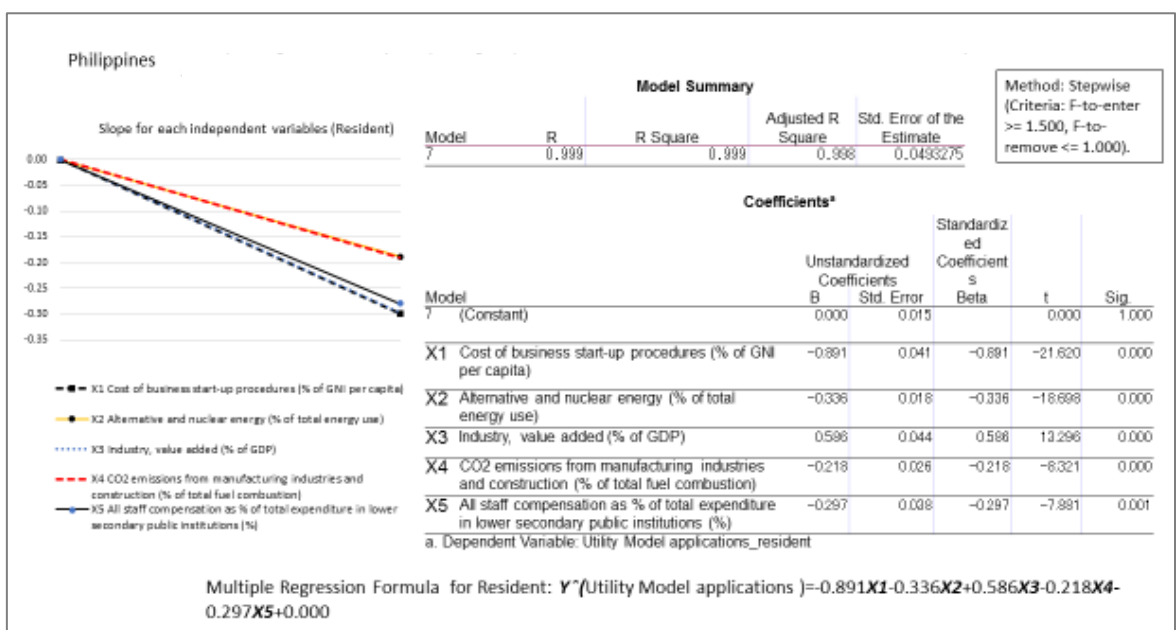 Philippines
Model Summary
Model R R Square Adjusted R Square Std. Error of the Estimate
7 0.999 0.999 0.998 0.0493275
Method: Stepwise
(Criteria: F-to-enter
>= 1.500, F-to-
remove <= 1.000).
Slope for each independent variables (Resident)
0.00
-0.05
-0.10
-0.15
-0.20
-0.25
-0.30
-0.35
X1 Cost of business start-up procedures (% of GNI per capita)
X2 Alternative and nuclear energy (% of total energy use)
X3 Industry, value added (% of GDP)
X4 CO2 emissions from manufacturing industries and
construction (% of total fuel combustion)
X5 All staff compensation as % of total expenditure in lower
secondary public institutions (%)
Coefficientsª
Model Unstandardized Coefficients Standardized Coefficients t Sig.
B Std. Error Beta
7 (Constant) 0.000 0.015 0.000 1.000
X1 Cost of business start-up procedures (% of GNI
per capita) −0.891 0.041 −0.891 −21.620 0.000
X2 Alternative and nuclear energy (% of total
energy use) −0.336 0.018 −0.336 −18.698 0.000
X3 Industry, value added (% of GDP) 0.586 0.044 0.586 13.296 0.000
X4 CO2 emissions from manufacturing industries
and construction (% of total fuel combustion) −0.218 0.026 −0.218 −8.321 0.000
X5 All staff compensation as % of total expenditure
in lower secondary public institutions (%) −0.297 0.038 −0.297 −7.881 0.001
a. Dependent Variable: Utility Model applications_resident
Multiple Regression Formula for Resident: Yˆ(Utility Model applications )=-0.891X1-0.336X2+0.586X3-0.218X4-
0.297X5+0.000